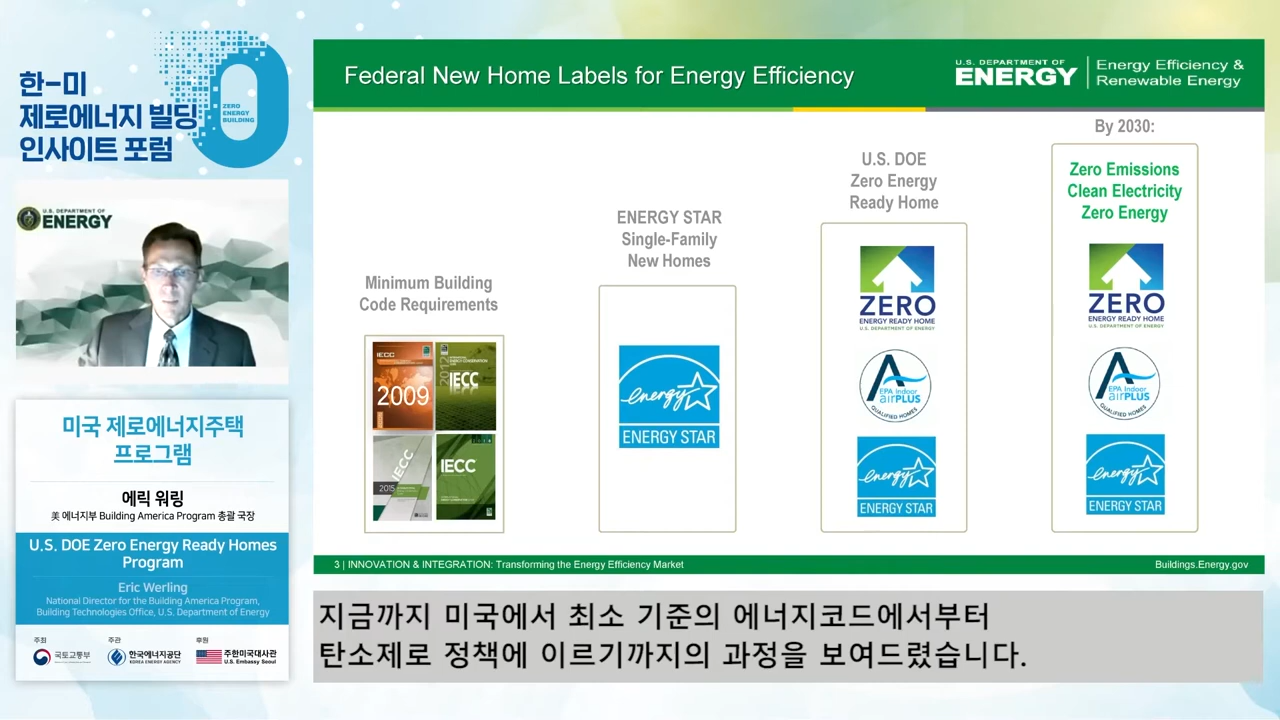 한-미
제로에너지 빌딩
인사이트 포럼
ZERO
ENERGY
BUILDING
U.S. DEPARTMENT OF
ENERGY
미국 제로에너지주택
프로그램
에릭 워링
美 에너지부 Building America Program 총괄 국장
U.S. DOE Zero Energy Ready Homes
Program
Eric Werling
National Director for the Building America Program,
Building Technologies Office, U.S. Department of Energy
주최
국토교통부
주관
한국에너지공단
KOREA ENERGY AGENCY
후원
주한미국대사관
U.S. Embassy Seoul
Federal New Home Labels for Energy Efficiency
U.S. DEPARTMENT OF
ENERGY
Energy Efficiency &
Renewable Energy
Minimum Building
Code Requirements
IECC
2009
2012
IECC
IECC
2015
IECC
ENERGY STAR
Single-Family
New Homes
energy
ENERGY STAR
U.S. DOE
Zero Energy
Ready Home
ZERO
ENERGY READY HOME
U.S. DEPARTMENT OF ENERGY
EPA Indoor
airPLUS
QUALIFIED HOMES
energy
ENERGY STAR
By 2030:
Zero Emissions
Clean Electricity
Zero Energy
ZERO
ENERGY READY HOME
U.S. DEPARTMENT OF ENERGY
EPA Indoor
airPLUS
QUALIFIED HOMES
energy
ENERGY STAR
3 | INNOVATION & INTEGRATION: Transforming the Energy Efficiency Market
Buildings.Energy.gov
지금까지 미국에서 최소 기준의 에너지코드에서부터
탄소제로 정책에 이르기까지의 과정을 보여드렸습니다.